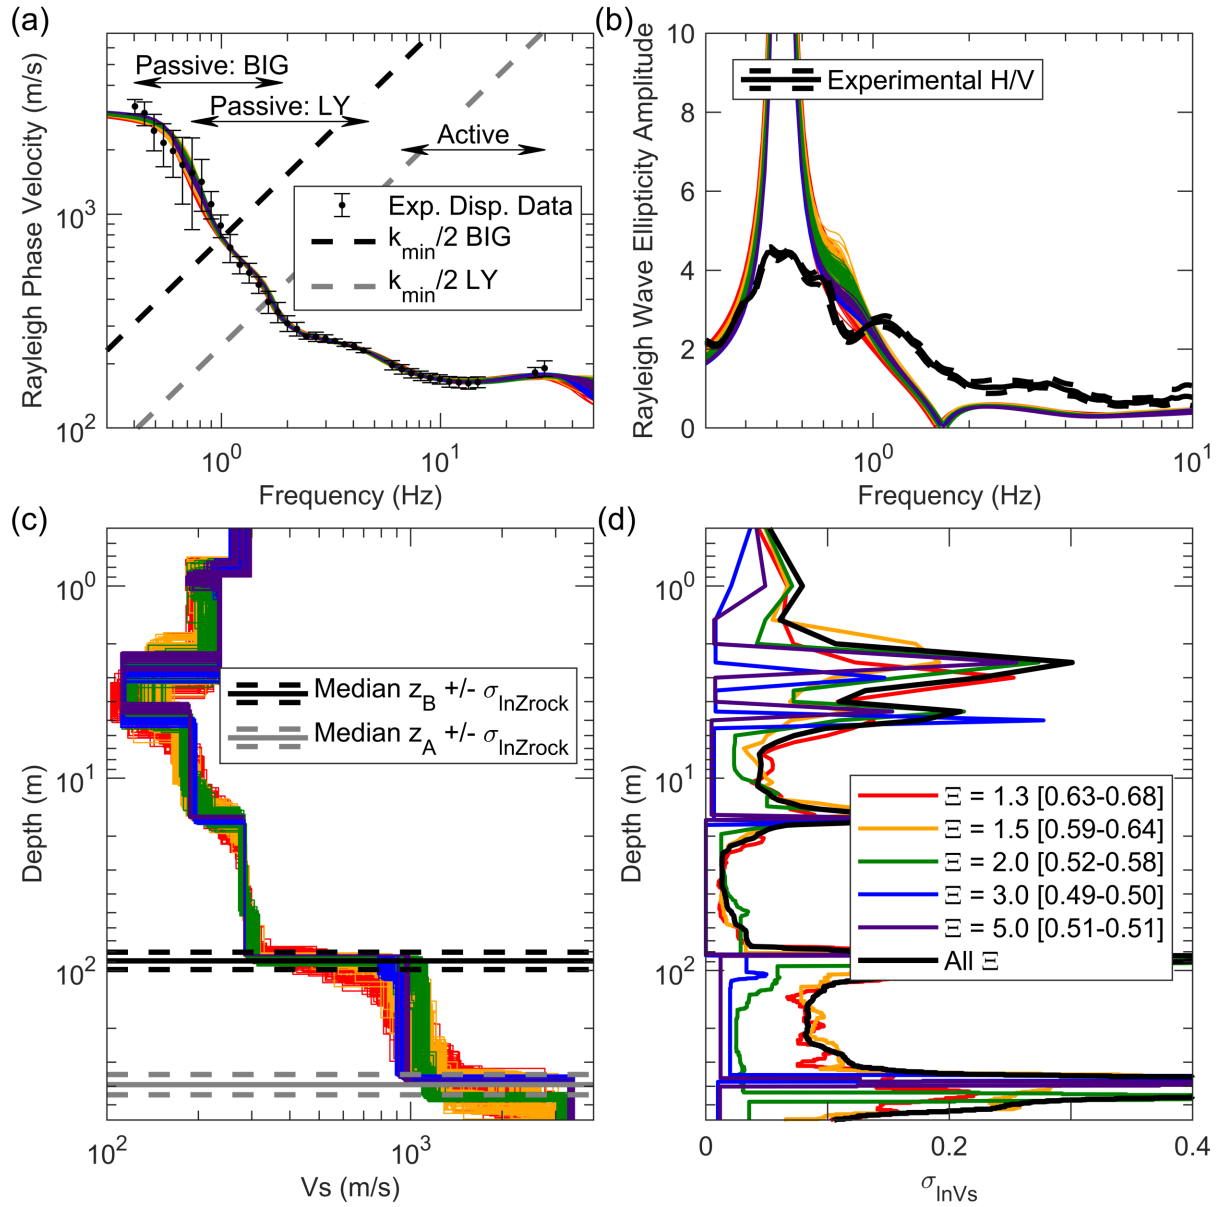 (a)
Rayleigh Phase Velocity (m/s)
10³
10²
Passive: BIG
Passive: LY
Active
Exp. Disp. Data
k_min/2 BIG
k_min/2 LY
10⁰
10¹
Frequency (Hz)
(b)
Rayleigh Wave Ellipticity Amplitude
10
8
6
4
2
0
Experimental H/V
10⁰
10¹
Frequency (Hz)
(c)
Depth (m)
10⁰
10¹
10²
Median z_B +/- σ_lnZrock
Median z_A +/- σ_lnZrock
10²
10³
Vs (m/s)
(d)
Depth (m)
10⁰
10¹
10²
Ξ = 1.3 [0.63-0.68]
Ξ = 1.5 [0.59-0.64]
Ξ = 2.0 [0.52-0.58]
Ξ = 3.0 [0.49-0.50]
Ξ = 5.0 [0.51-0.51]
All Ξ
0
0.2
0.4
σ_lnVs